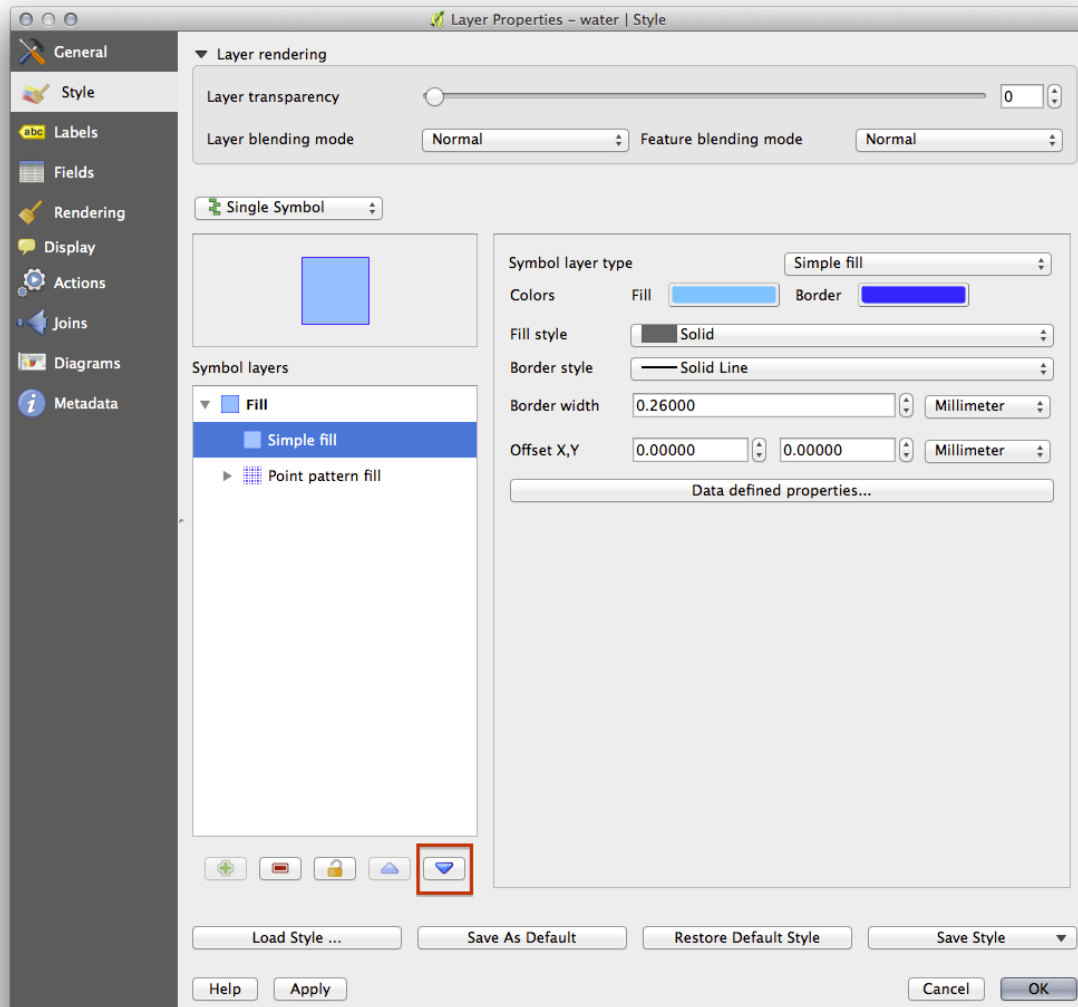 Layer Properties - water | Style
General
Style
abc Labels
Fields
Rendering
Display
Actions
Joins
Diagrams
i Metadata
Layer rendering
Layer transparency 0
Layer blending mode Normal Feature blending mode Normal
Single Symbol
Symbol layers
Fill
Simple fill
Point pattern fill
Symbol layer type Simple fill
Colors Fill Border
Fill style Solid
Border style Solid Line
Border width 0.26000 Millimeter
Offset X,Y 0.00000 0.00000 Millimeter
Data defined properties...
Load Style ... Save As Default Restore Default Style Save Style
Help Apply Cancel OK